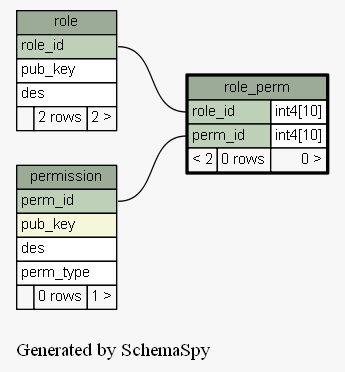 role
role_id
pub_key
des
2 rows 2 >
role_perm
role_id int4[10]
perm_id int4[10]
< 2 0 rows 0 >
permission
perm_id
pub_key
des
perm_type
0 rows 1 >
Generated by SchemaSpy